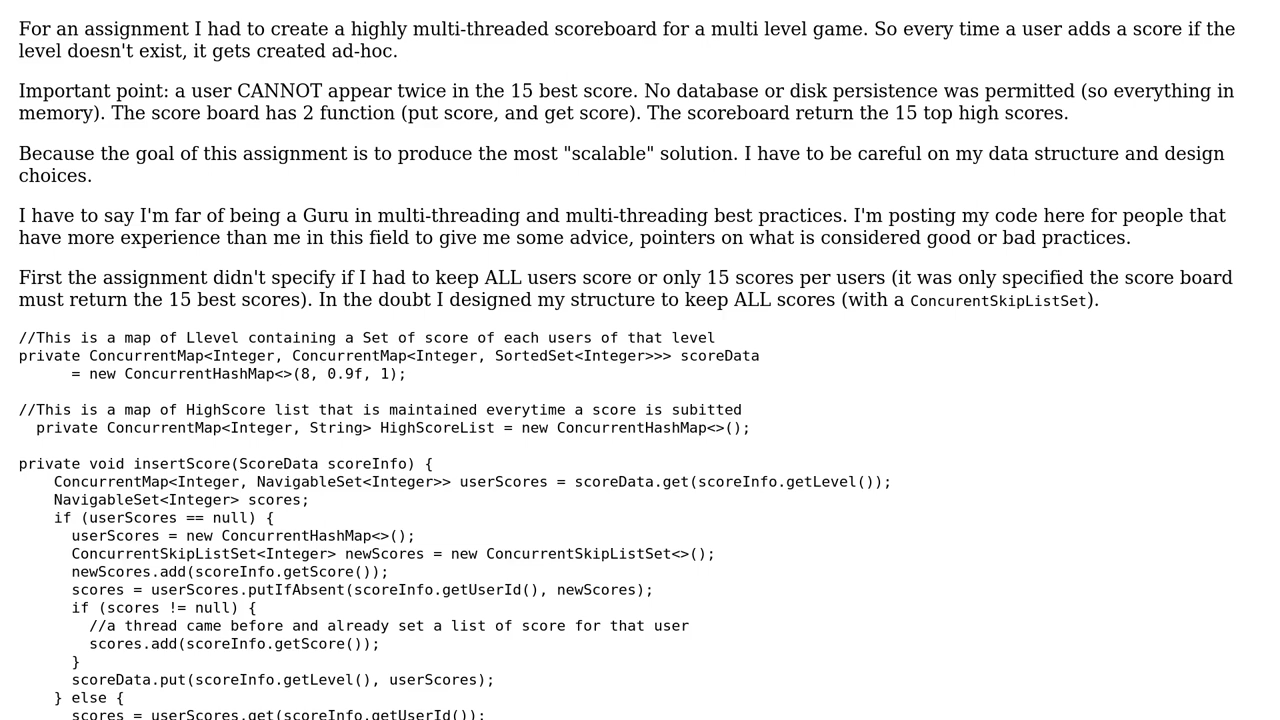 For an assignment I had to create a highly multi-threaded scoreboard for a multi level game. So every time a user adds a score if the
level doesn't exist, it gets created ad-hoc.
Important point: a user CANNOT appear twice in the 15 best score. No database or disk persistence was permitted (so everything in
memory). The score board has 2 function (put score, and get score). The scoreboard return the 15 top high scores.
Because the goal of this assignment is to produce the most "scalable" solution. I have to be careful on my data structure and design
choices.
I have to say I'm far of being a Guru in multi-threading and multi-threading best practices. I'm posting my code here for people that
have more experience than me in this field to give me some advice, pointers on what is considered good or bad practices.
First the assignment didn't specify if I had to keep ALL users score or only 15 scores per users (it was only specified the score board
must return the 15 best scores). In the doubt I designed my structure to keep ALL scores (with a ConcurentSkipListSet).
//This is a map of Llevel containing a Set of score of each users of that level
private ConcurrentMap<Integer, ConcurrentMap<Integer, SortedSet<Integer>>> scoreData
      = new ConcurrentHashMap<>(8, 0.9f, 1);
//This is a map of HighScore list that is maintained everytime a score is subitted
  private ConcurrentMap<Integer, String> HighScoreList = new ConcurrentHashMap<>();
private void insertScore(ScoreData scoreInfo) {
    ConcurrentMap<Integer, NavigableSet<Integer>> userScores = scoreData.get(scoreInfo.getLevel());
    NavigableSet<Integer> scores;
    if (userScores == null) {
      userScores = new ConcurrentHashMap<>();
      ConcurrentSkipListSet<Integer> newScores = new ConcurrentSkipListSet<>();
      newScores.add(scoreInfo.getScore());
      scores = userScores.putIfAbsent(scoreInfo.getUserId(), newScores);
      if (scores != null) {
        //a thread came before and already set a list of score for that user
        scores.add(scoreInfo.getScore());
      }
      scoreData.put(scoreInfo.getLevel(), userScores);
    } else {
      scores = userScores.get(scoreInfo.getUserId());